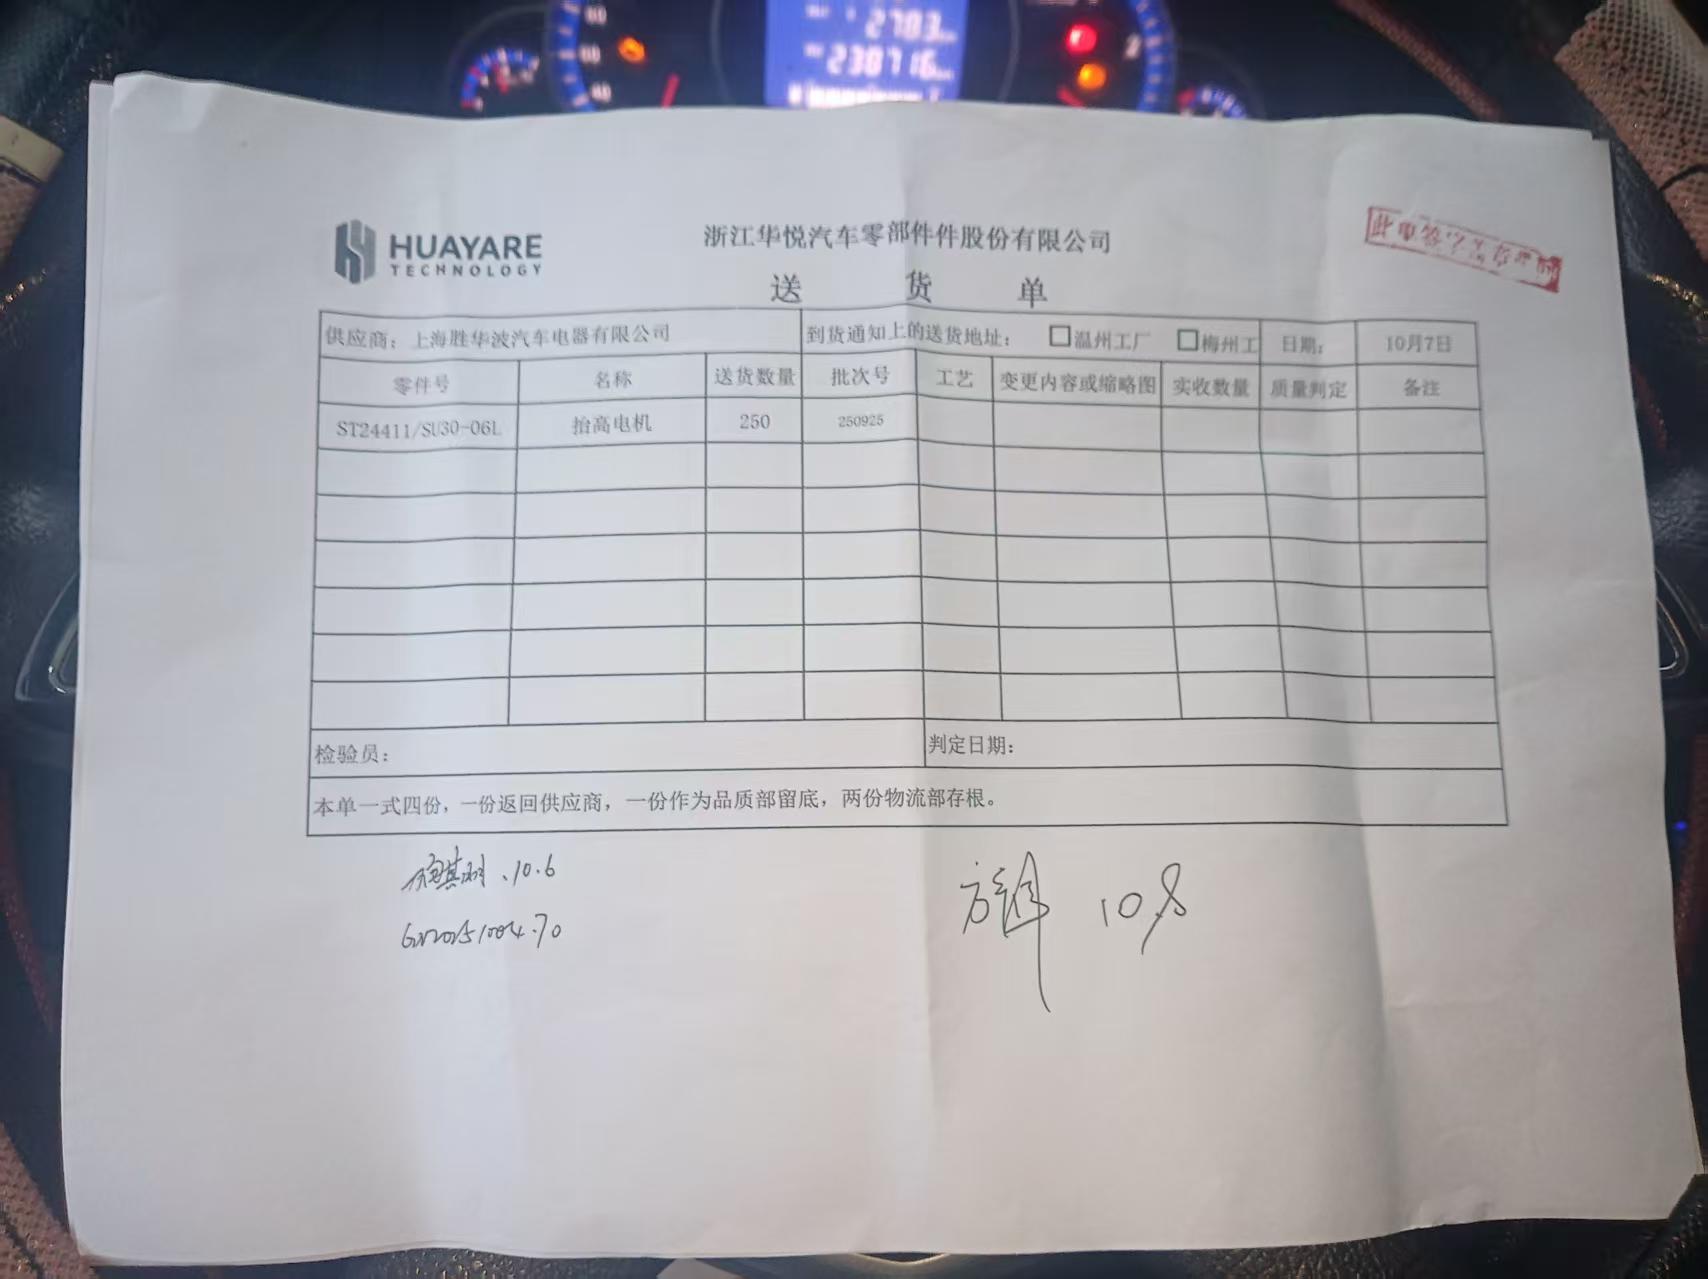 2783
238716
HUAYARE
TECHNOLOGY
浙江华悦汽车零部件件股份有限公司
送 货 单
供应商：上海胜华波汽车电器有限公司 到货通知上的送货地址： □温州工厂 □梅州工 日期： 10月7日
零件号 名称 送货数量 批次号 工艺 变更内容或缩略图 实收数量 质量判定 备注
ST24411/SU30-06L 抬高电机 250 250925
检验员： 判定日期：
本单一式四份，一份返回供应商，一份作为品质部留底，两份物流部存根。
10.6
10.8